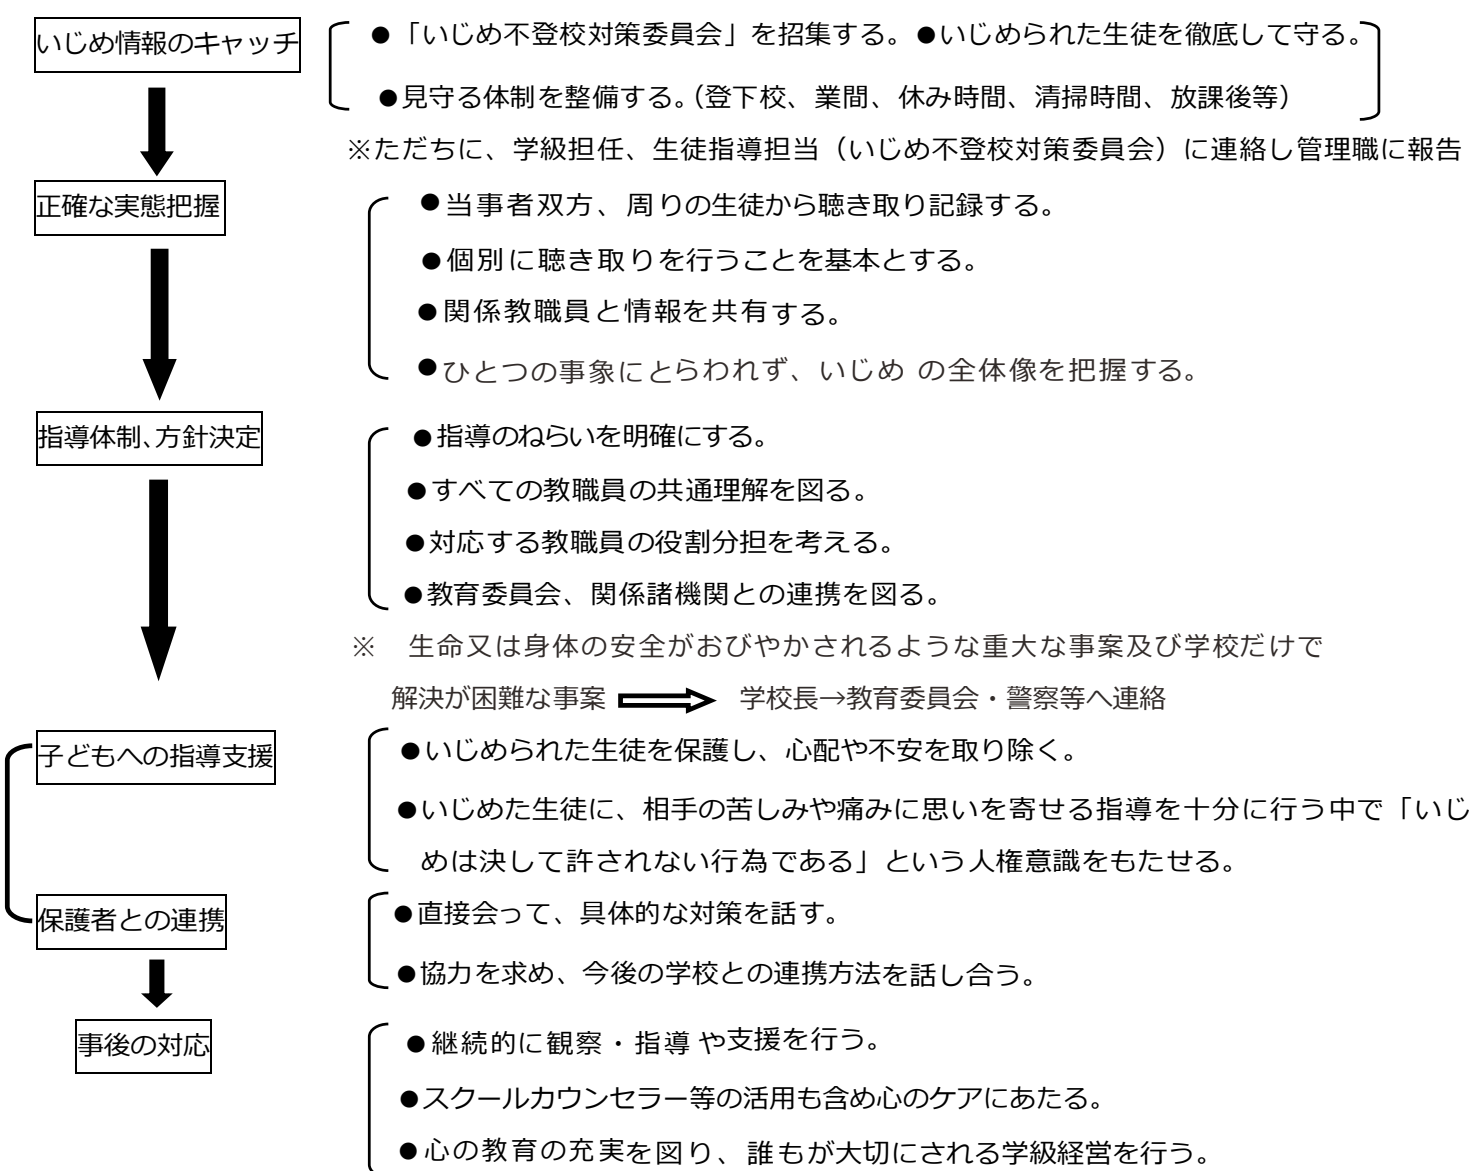 いじめ情報のキャッチ
●「いじめ不登校対策委員会」を招集する。●いじめられた生徒を徹底して守る。
●見守る体制を整備する。（登下校、業間、休み時間、清掃時間、放課後等）
※ただちに、学級担任、生徒指導担当（いじめ不登校対策委員会）に連絡し管理職に報告
正確な実態把握
●当事者双方、周りの生徒から聴き取り記録する。
●個別に聴き取りを行うことを基本とする。
●関係教職員と情報を共有する。
●ひとつの事象にとらわれず、いじめ の全体像を把握する。
指導体制、方針決定
●指導のねらいを明確にする。
●すべての教職員の共通理解を図る。
●対応する教職員の役割分担を考える。
●教育委員会、関係諸機関との連携を図る。
※　生命又は身体の安全がおびやかされるような重大な事案及び学校だけで
解決が困難な事案 ⇒ 学校長→教育委員会・警察等へ連絡
子どもへの指導支援
●いじめられた生徒を保護し、心配や不安を取り除く。
●いじめた生徒に、相手の苦しみや痛みに思いを寄せる指導を十分に行う中で「いじ
めは決して許されない行為である」という人権意識をもたせる。
保護者との連携
●直接会って、具体的な対策を話す。
●協力を求め、今後の学校との連携方法を話し合う。
事後の対応
●継続的に観察・指導 や支援を行う。
●スクールカウンセラー等の活用も含め心のケアにあたる。
●心の教育の充実を図り、誰もが大切にされる学級経営を行う。